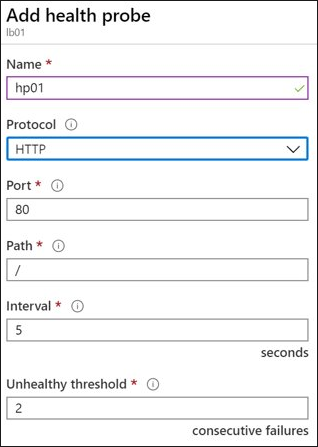 Add health probe
lb01
Name *
hp01
Protocol
HTTP
Port *
80
Path *
/
Interval *
5
seconds
Unhealthy threshold *
2
consecutive failures